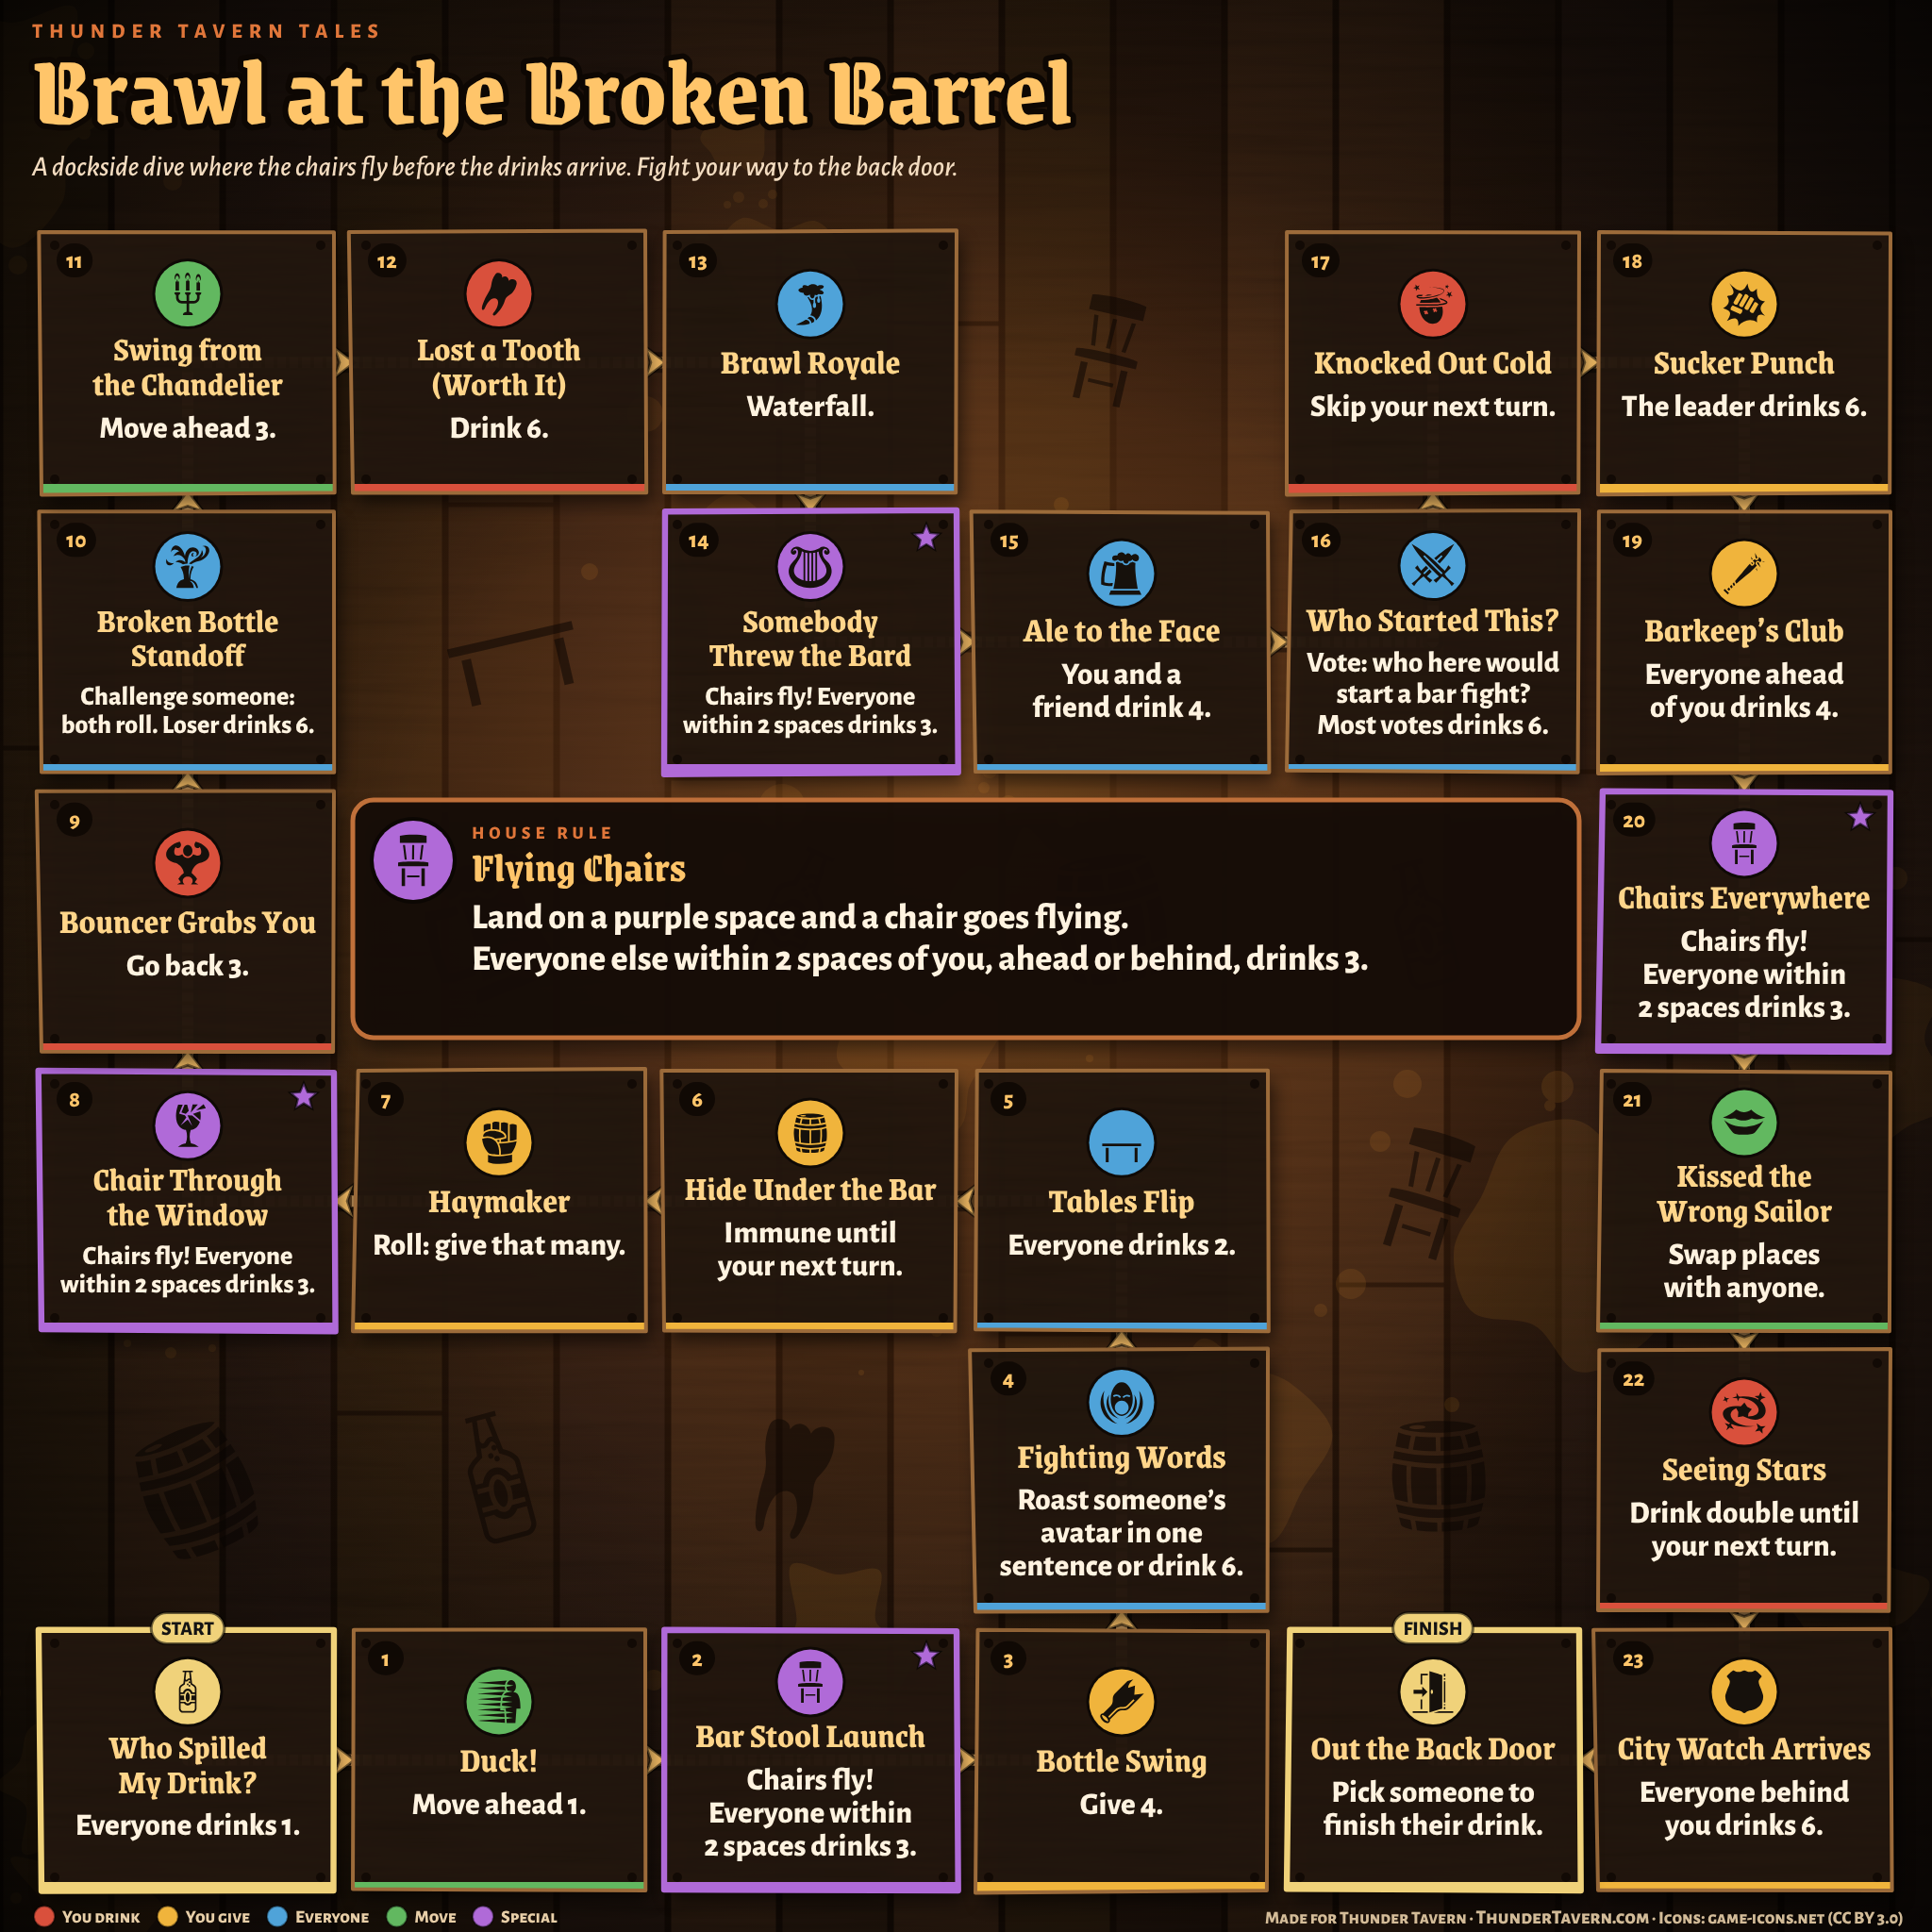 THUNDER TAVERN TALES
Brawl at the Broken Barrel
A dockside dive where the chairs fly before the drinks arrive. Fight your way to the back door.
11
Swing from
the Chandelier
Move ahead 3.
12
Lost a Tooth
(Worth It)
Drink 6.
13
Brawl Royale
Waterfall.
17
Knocked Out Cold
Skip your next turn.
18
Sucker Punch
The leader drinks 6.
10
Broken Bottle
Standoff
Challenge someone:
both roll. Loser drinks 6.
14
Somebody
Threw the Bard
Chairs fly! Everyone
within 2 spaces drinks 3.
15
Ale to the Face
You and a
friend drink 4.
16
Who Started This?
Vote: who here would
start a bar fight?
Most votes drinks 6.
19
Barkeep's Club
Everyone ahead
of you drinks 4.
9
Bouncer Grabs You
Go back 3.
HOUSE RULE
Flying Chairs
Land on a purple space and a chair goes flying.
Everyone else within 2 spaces of you, ahead or behind, drinks 3.
20
Chairs Everywhere
Chairs fly!
Everyone within
2 spaces drinks 3.
8
Chair Through
the Window
Chairs fly! Everyone
within 2 spaces drinks 3.
7
Haymaker
Roll: give that many.
6
Hide Under the Bar
Immune until
your next turn.
5
Tables Flip
Everyone drinks 2.
21
Kissed the
Wrong Sailor
Swap places
with anyone.
4
Fighting Words
Roast someone's
avatar in one
sentence or drink 6.
22
Seeing Stars
Drink double until
your next turn.
START
Who Spilled
My Drink?
Everyone drinks 1.
1
Duck!
Move ahead 1.
2
Bar Stool Launch
Chairs fly!
Everyone within
2 spaces drinks 3.
3
Bottle Swing
Give 4.
FINISH
Out the Back Door
Pick someone to
finish their drink.
23
City Watch Arrives
Everyone behind
you drinks 6.
YOU DRINK YOU GIVE EVERYONE MOVE SPECIAL
MADE FOR THUNDER TAVERN · THUNDERTAVERN.COM · ICONS: GAME-ICONS.NET (CC BY 3.0)